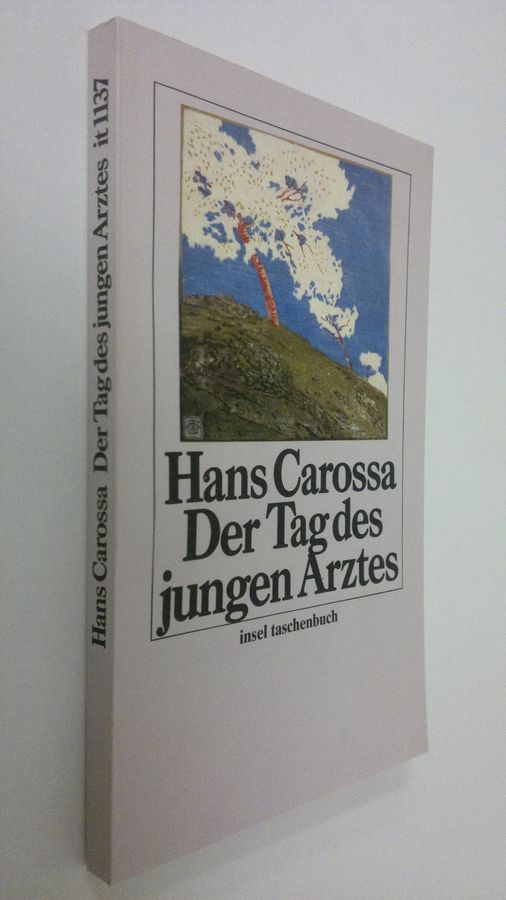 Hans Carossa Der Tag des jungen Arztes it 1137
Hans Carossa
Der Tag des
jungen Arztes
insel taschenbuch